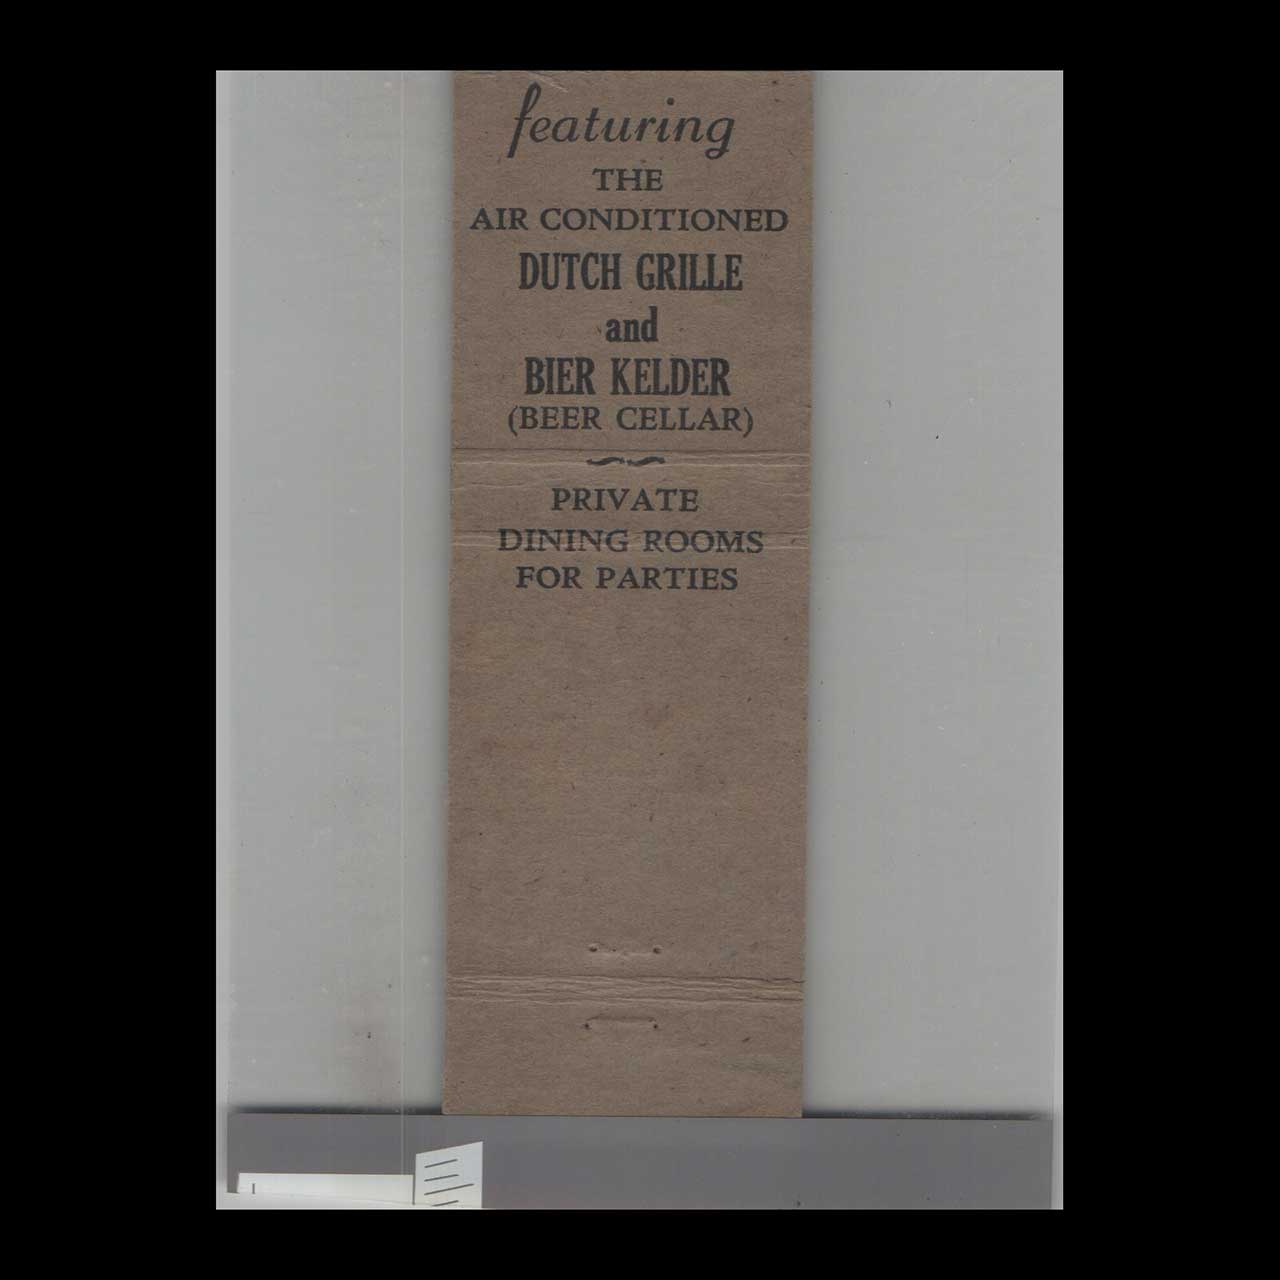 featuring
THE
AIR CONDITIONED
DUTCH GRILLE
and
BIER KELDER
(BEER CELLAR)
PRIVATE
DINING ROOMS
FOR PARTIES